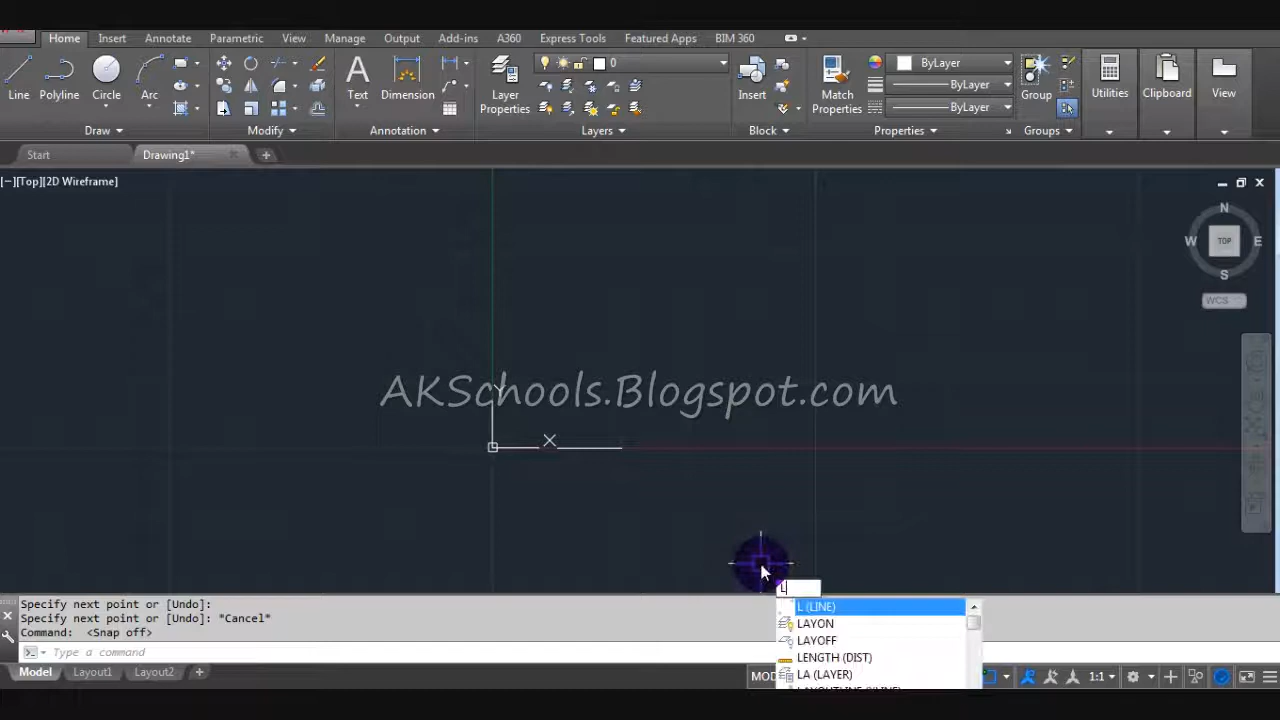 Home Insert Annotate Parametric View Manage Output Add-ins A360 Express Tools Featured Apps BIM 360
0
ByLayer
ByLayer
ByLayer
Line Polyline Circle Arc
Text Dimension
Layer Properties
Insert
Match Properties
Group
Utilities
Clipboard
View
Draw Modify Annotation Layers Block Properties Groups
Start Drawing1*
[−][Top][2D Wireframe]
N
W TOP E
S
WCS
Y
X
AKSchools.Blogspot.com
L
L (LINE)
LAYON
LAYOFF
LENGTH (DIST)
LA (LAYER)
Specify next point or [Undo]:
Specify next point or [Undo]: *Cancel*
Command: <Snap off>
Type a command
Model Layout1 Layout2
1:1